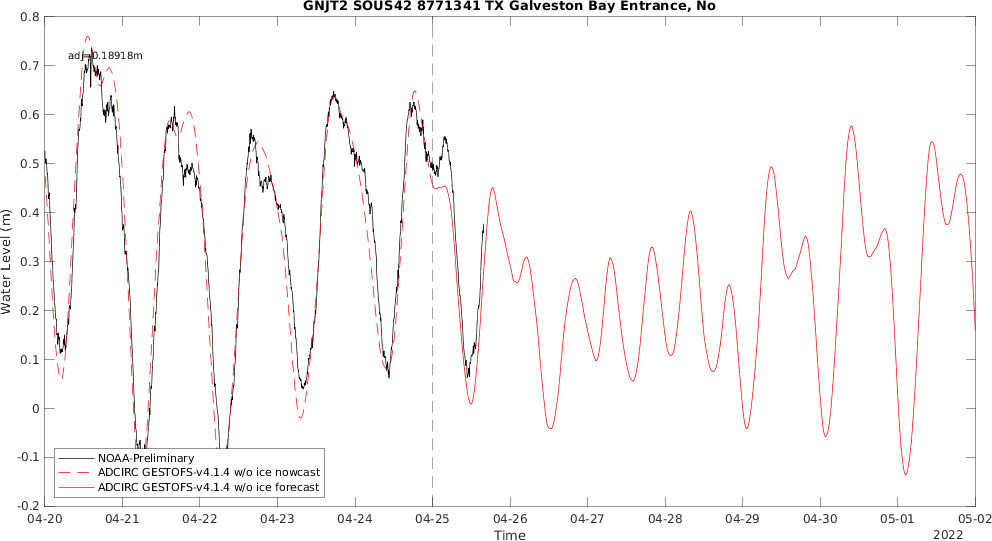 GNJT2 SOUS42 8771341 TX Galveston Bay Entrance, No
0.8
0.7
0.6
0.5
0.4
0.3
0.2
0.1
0
-0.1
-0.2
Water Level (m)
adj=0.18918m
NOAA-Preliminary
ADCIRC GESTOFS-v4.1.4 w/o ice nowcast
ADCIRC GESTOFS-v4.1.4 w/o ice forecast
04-20 04-21 04-22 04-23 04-24 04-25 04-26 04-27 04-28 04-29 04-30 05-01 05-02
Time
2022